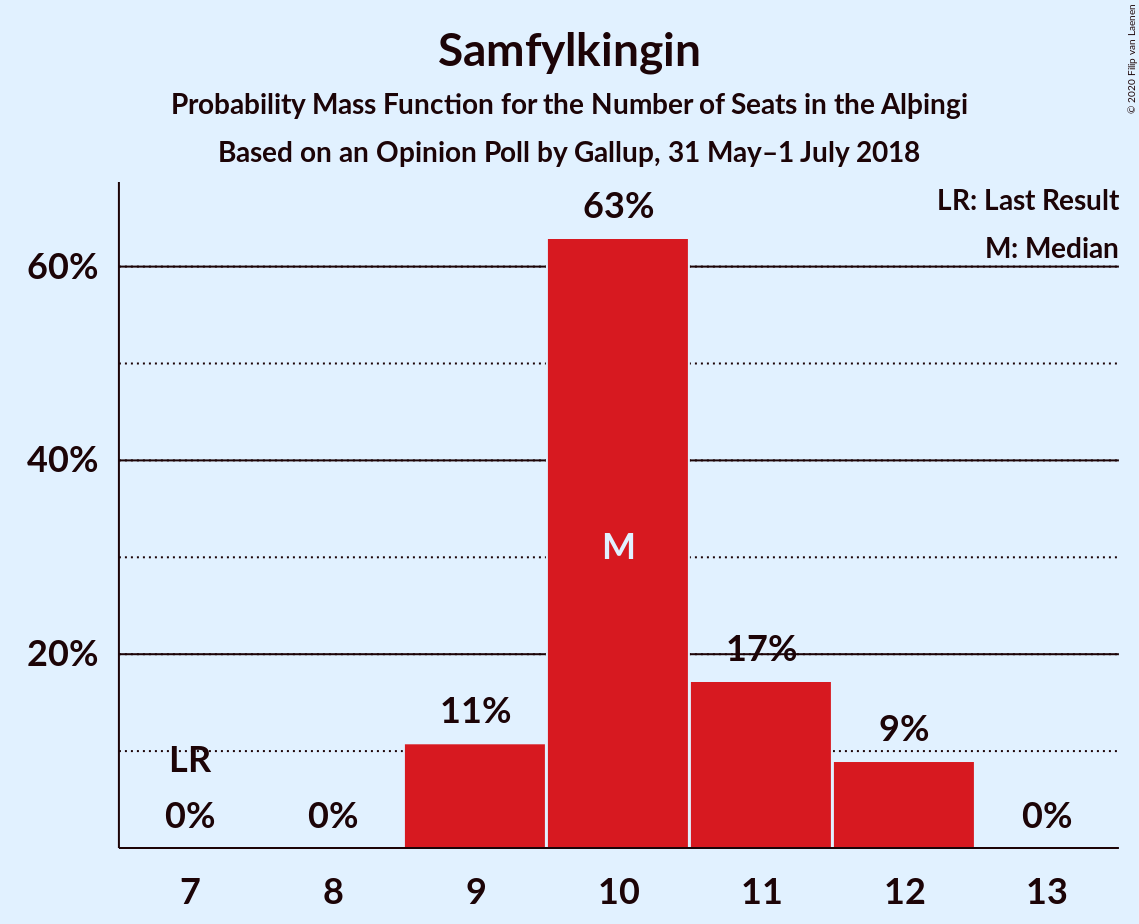 Samfylkingin
Probability Mass Function for the Number of Seats in the Alþingi
Based on an Opinion Poll by Gallup, 31 May–1 July 2018
© 2020 Filip van Laenen
LR: Last Result
M: Median
63%
60%
40%
M
20%
17%
11%
9%
LR
0%
0%
0%
7 8 9 10 11 12 13